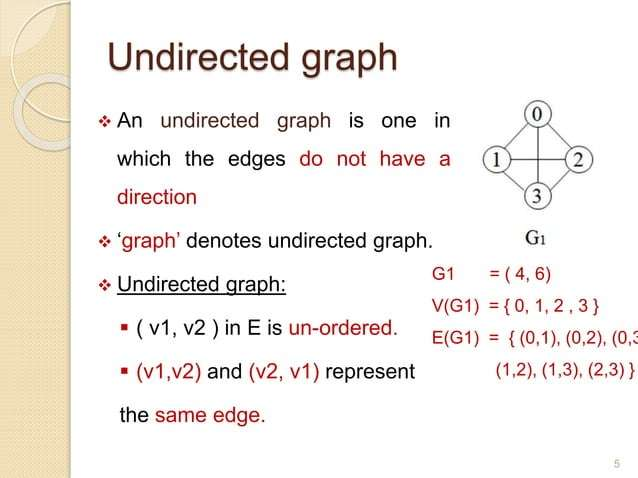 Undirected graph
❖ An undirected graph is one in
which the edges do not have a
direction
❖ ‘graph’ denotes undirected graph.
❖ Undirected graph:
▪ ( v1, v2 ) in E is un-ordered.
▪ (v1,v2) and (v2, v1) represent
the same edge.
0
1 2
3
G1
G1 = ( 4, 6)
V(G1) = { 0, 1, 2 , 3 }
E(G1) = { (0,1), (0,2), (0,3
(1,2), (1,3), (2,3) }
5